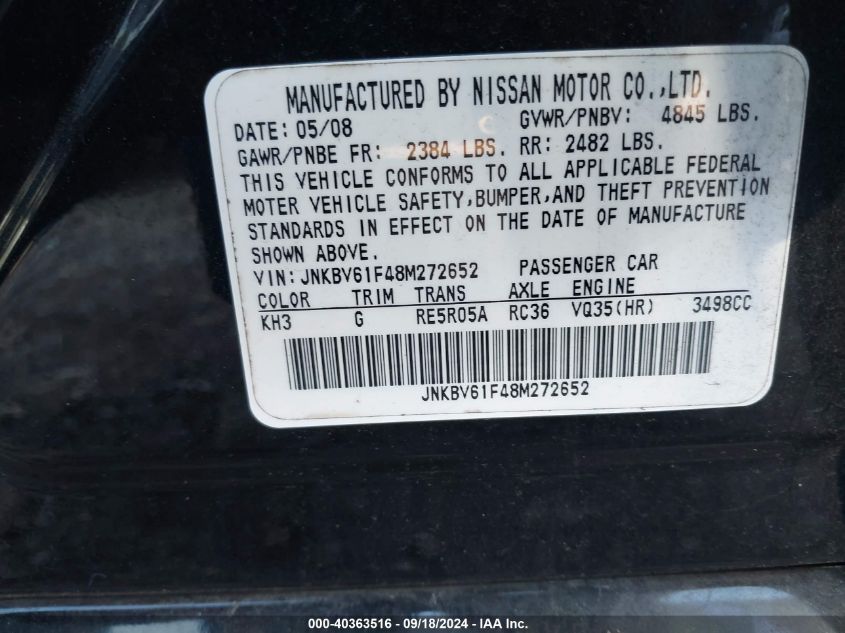 MANUFACTURED BY NISSAN MOTOR CO.,LTD.
DATE: 05/08 GVWR/PNBV: 4845 LBS.
GAWR/PNBE FR: 2384 LBS. RR: 2482 LBS.
THIS VEHICLE CONFORMS TO ALL APPLICABLE FEDERAL
MOTER VEHICLE SAFETY,BUMPER,AND THEFT PREVENTION
STANDARDS IN EFFECT ON THE DATE OF MANUFACTURE
SHOWN ABOVE.
VIN:JNKBV61F48M272652 PASSENGER CAR
COLOR TRIM TRANS AXLE ENGINE
KH3 G RE5R05A RC36 VQ35(HR) 3498CC
JNKBV61F48M272652
000-40363516 - 09/18/2024 - IAA Inc.